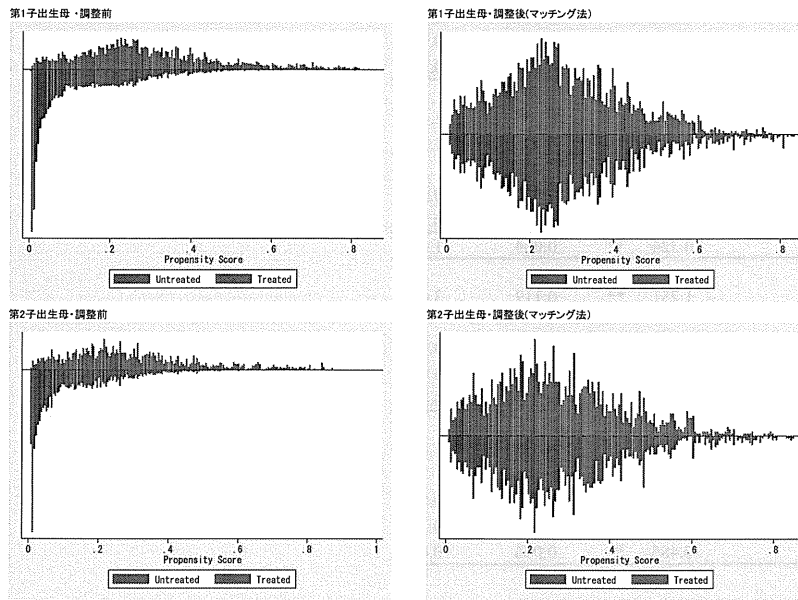 第1子出生母・調整前
0 .2 .4 .6 .8
Propensity Score
Untreated Treated
第1子出生母・調整後(マッチング法)
0 .2 .4 .6 .8
Propensity Score
Untreated Treated
第2子出生母・調整前
0 .2 .4 .6 .8 1
Propensity Score
Untreated Treated
第2子出生母・調整後(マッチング法)
0 .2 .4 .6 .8
Propensity Score
Untreated Treated